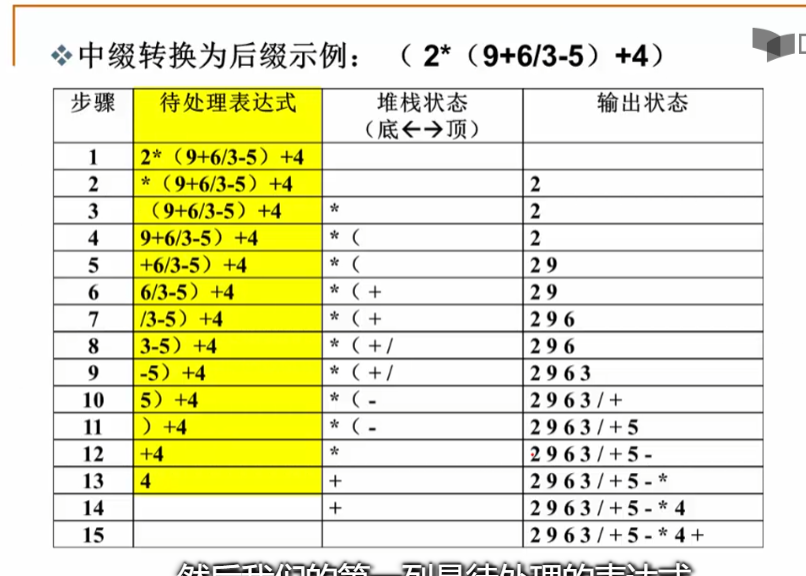 ❖中缀转换为后缀示例：（ 2*（9+6/3-5）+4）
步骤 待处理表达式 堆栈状态（底←→顶） 输出状态
1 2*（9+6/3-5）+4
2 *（9+6/3-5）+4 2
3 （9+6/3-5）+4 * 2
4 9+6/3-5）+4 *（ 2
5 +6/3-5）+4 *（ 2 9
6 6/3-5）+4 *（ + 2 9
7 /3-5）+4 *（ + 2 9 6
8 3-5）+4 *（ + / 2 9 6
9 -5）+4 *（ + / 2 9 6 3
10 5）+4 *（ - 2 9 6 3 / +
11 ）+4 *（ - 2 9 6 3 / + 5
12 +4 * 2 9 6 3 / + 5 -
13 4 + 2 9 6 3 / + 5 - *
14 + 2 9 6 3 / + 5 - * 4
15 2 9 6 3 / + 5 - * 4 +
然后我们的第一列是待处理的表达式